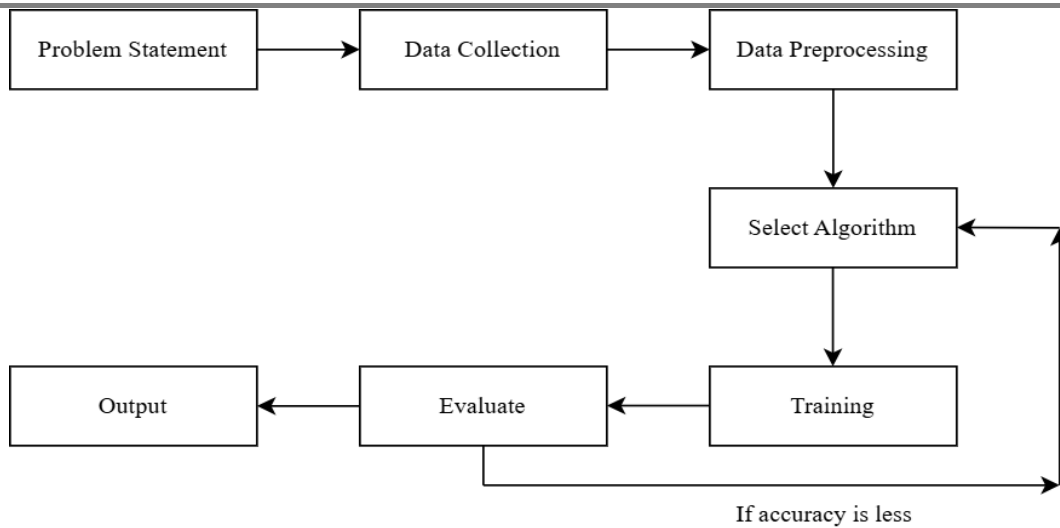 Problem Statement
Data Collection
Data Preprocessing
Select Algorithm
Output
Evaluate
Training
If accuracy is less